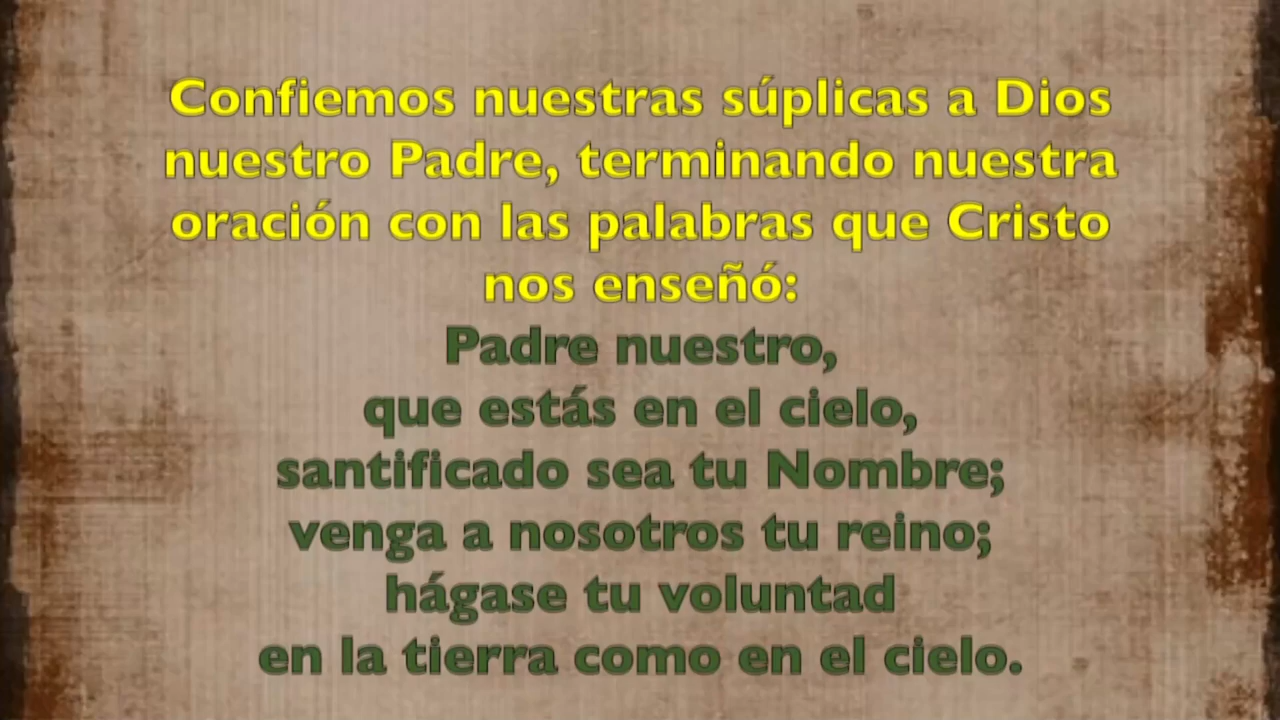 Confiemos nuestras súplicas a Dios
nuestro Padre, terminando nuestra
oración con las palabras que Cristo
nos enseñó:
Padre nuestro,
que estás en el cielo,
santificado sea tu Nombre;
venga a nosotros tu reino;
hágase tu voluntad
en la tierra como en el cielo.